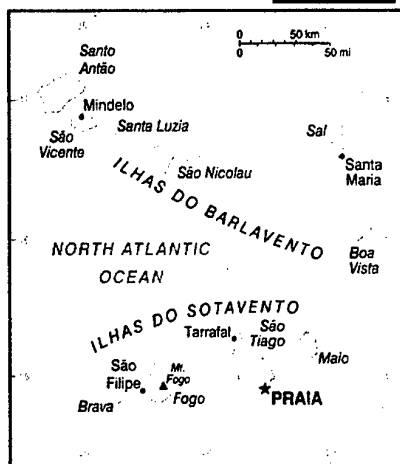 0 50 km
0 50 mi
Santo
Antão
Mindelo
São
Vicente
Santa Luzia
Sal
Santa
Maria
São Nicolau
ILHAS DO BARLAVENTO
Boa
Vista
NORTH ATLANTIC
OCEAN
ILHAS DO SOTAVENTO
Tarrafal
São
Tiago
Maio
São
Filipe
Mt.
Fogo
Fogo
Brava
PRAIA